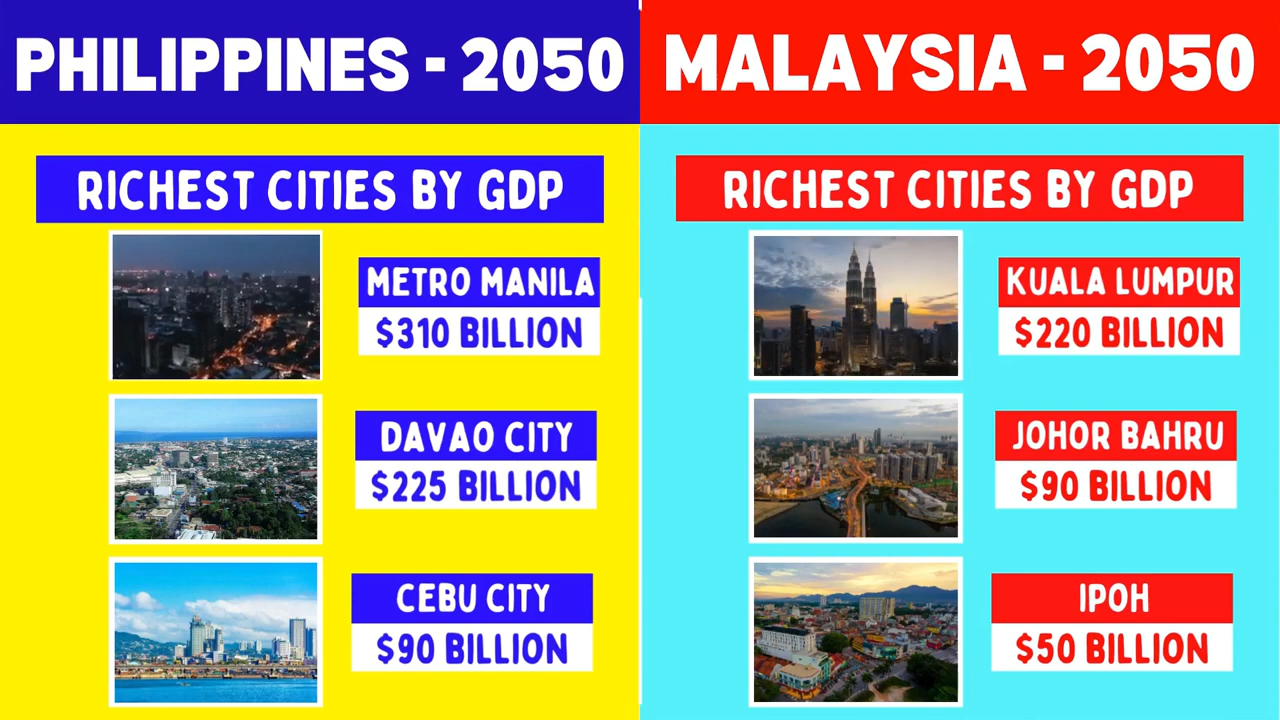 PHILIPPINES - 2050
RICHEST CITIES BY GDP
METRO MANILA
$310 BILLION
DAVAO CITY
$225 BILLION
CEBU CITY
$90 BILLION
MALAYSIA - 2050
RICHEST CITIES BY GDP
KUALA LUMPUR
$220 BILLION
JOHOR BAHRU
$90 BILLION
IPOH
$50 BILLION